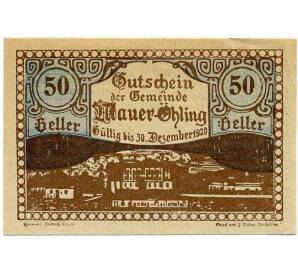 50 Gutschein 50
der Gemeinde
Heller Mauer-Öhling Heller
Gültig bis 30. Dezember 1920